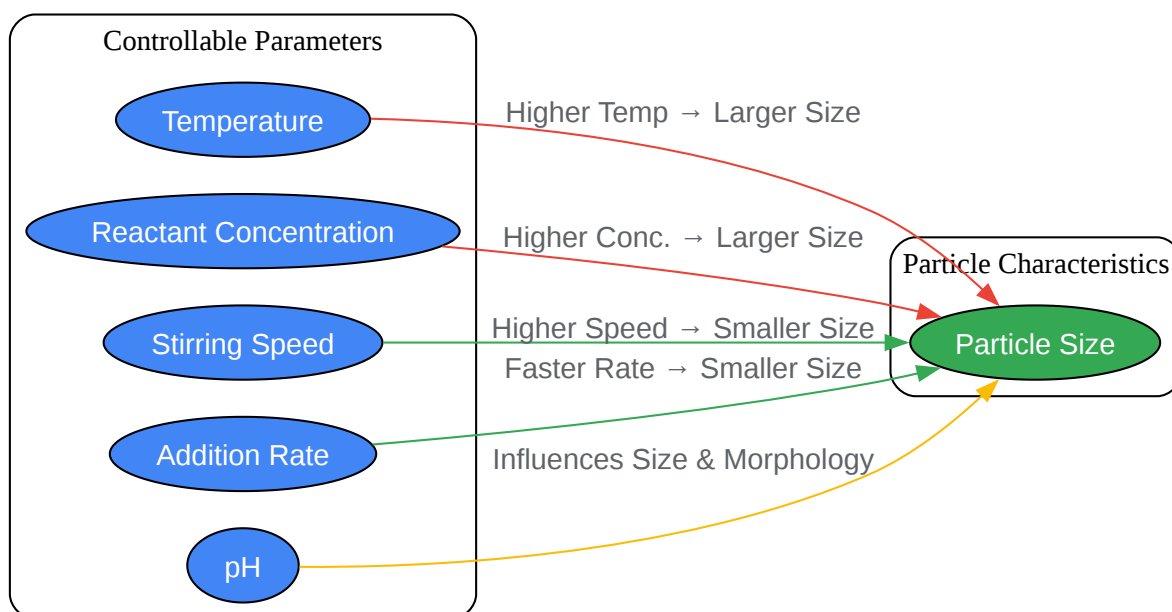 Controllable Parameters
Temperature
Higher Temp → Larger Size
Reactant Concentration
Higher Conc. → Larger Size
Particle Characteristics
Stirring Speed
Higher Speed → Smaller Size
Particle Size
Faster Rate → Smaller Size
Addition Rate
Influences Size & Morphology
pH